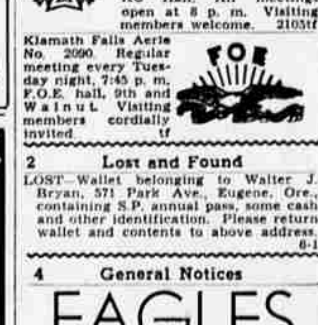 open at 8 p. m. Visiting
members welcome. 2105tf
Klamath Falls Aerie
No. 2090. Regular
meeting every Tues-
day night, 7:45 p. m.
F.O.E. hall, 9th and
Walnut. Visiting
members cordially
invited. tf
FOE
2 Lost and Found
LOST—Wallet belonging to Walter J.
Bryan, 571 Park Ave., Eugene, Ore.,
containing S.P. annual pass, some cash
and other identification. Please return
wallet and contents to above address.
6-1
4 General Notices
EAGLES